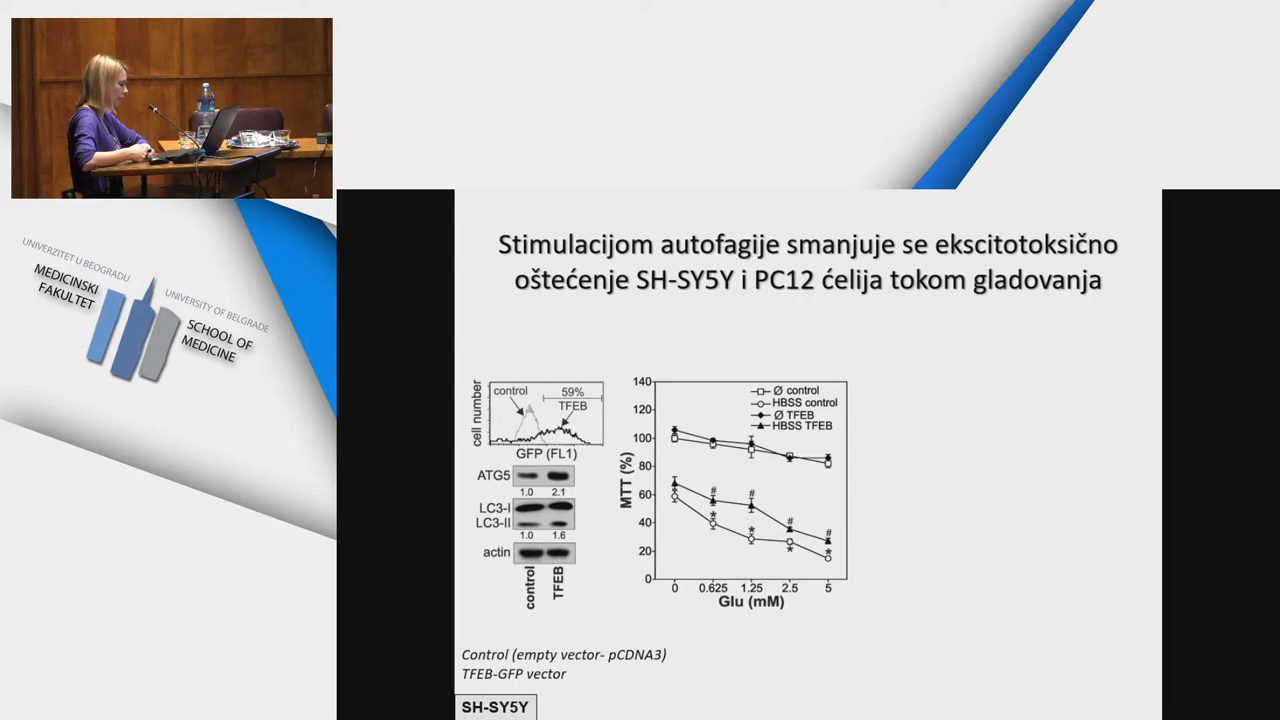 UNIVERZITET U BEOGRADU
MEDICINSKI
FAKULTET
UNIVERSITY OF BELGRADE
SCHOOL OF
MEDICINE
Stimulacijom autofagije smanjuje se ekscitotoksično
oštećenje SH-SY5Y i PC12 ćelija tokom gladovanja
cell number
control
59%
TFEB
GFP (FL1)
ATG5
1.0 2.1
LC3-I
LC3-II
1.0 1.6
actin
control
TFEB
MTT (%)
140
120
100
80
60
40
20
0
Ø control
HBSS control
Ø TFEB
HBSS TFEB
# # # #
* * * *
0 0.625 1.25 2.5 5
Glu (mM)
Control (empty vector- pCDNA3)
TFEB-GFP vector
SH-SY5Y